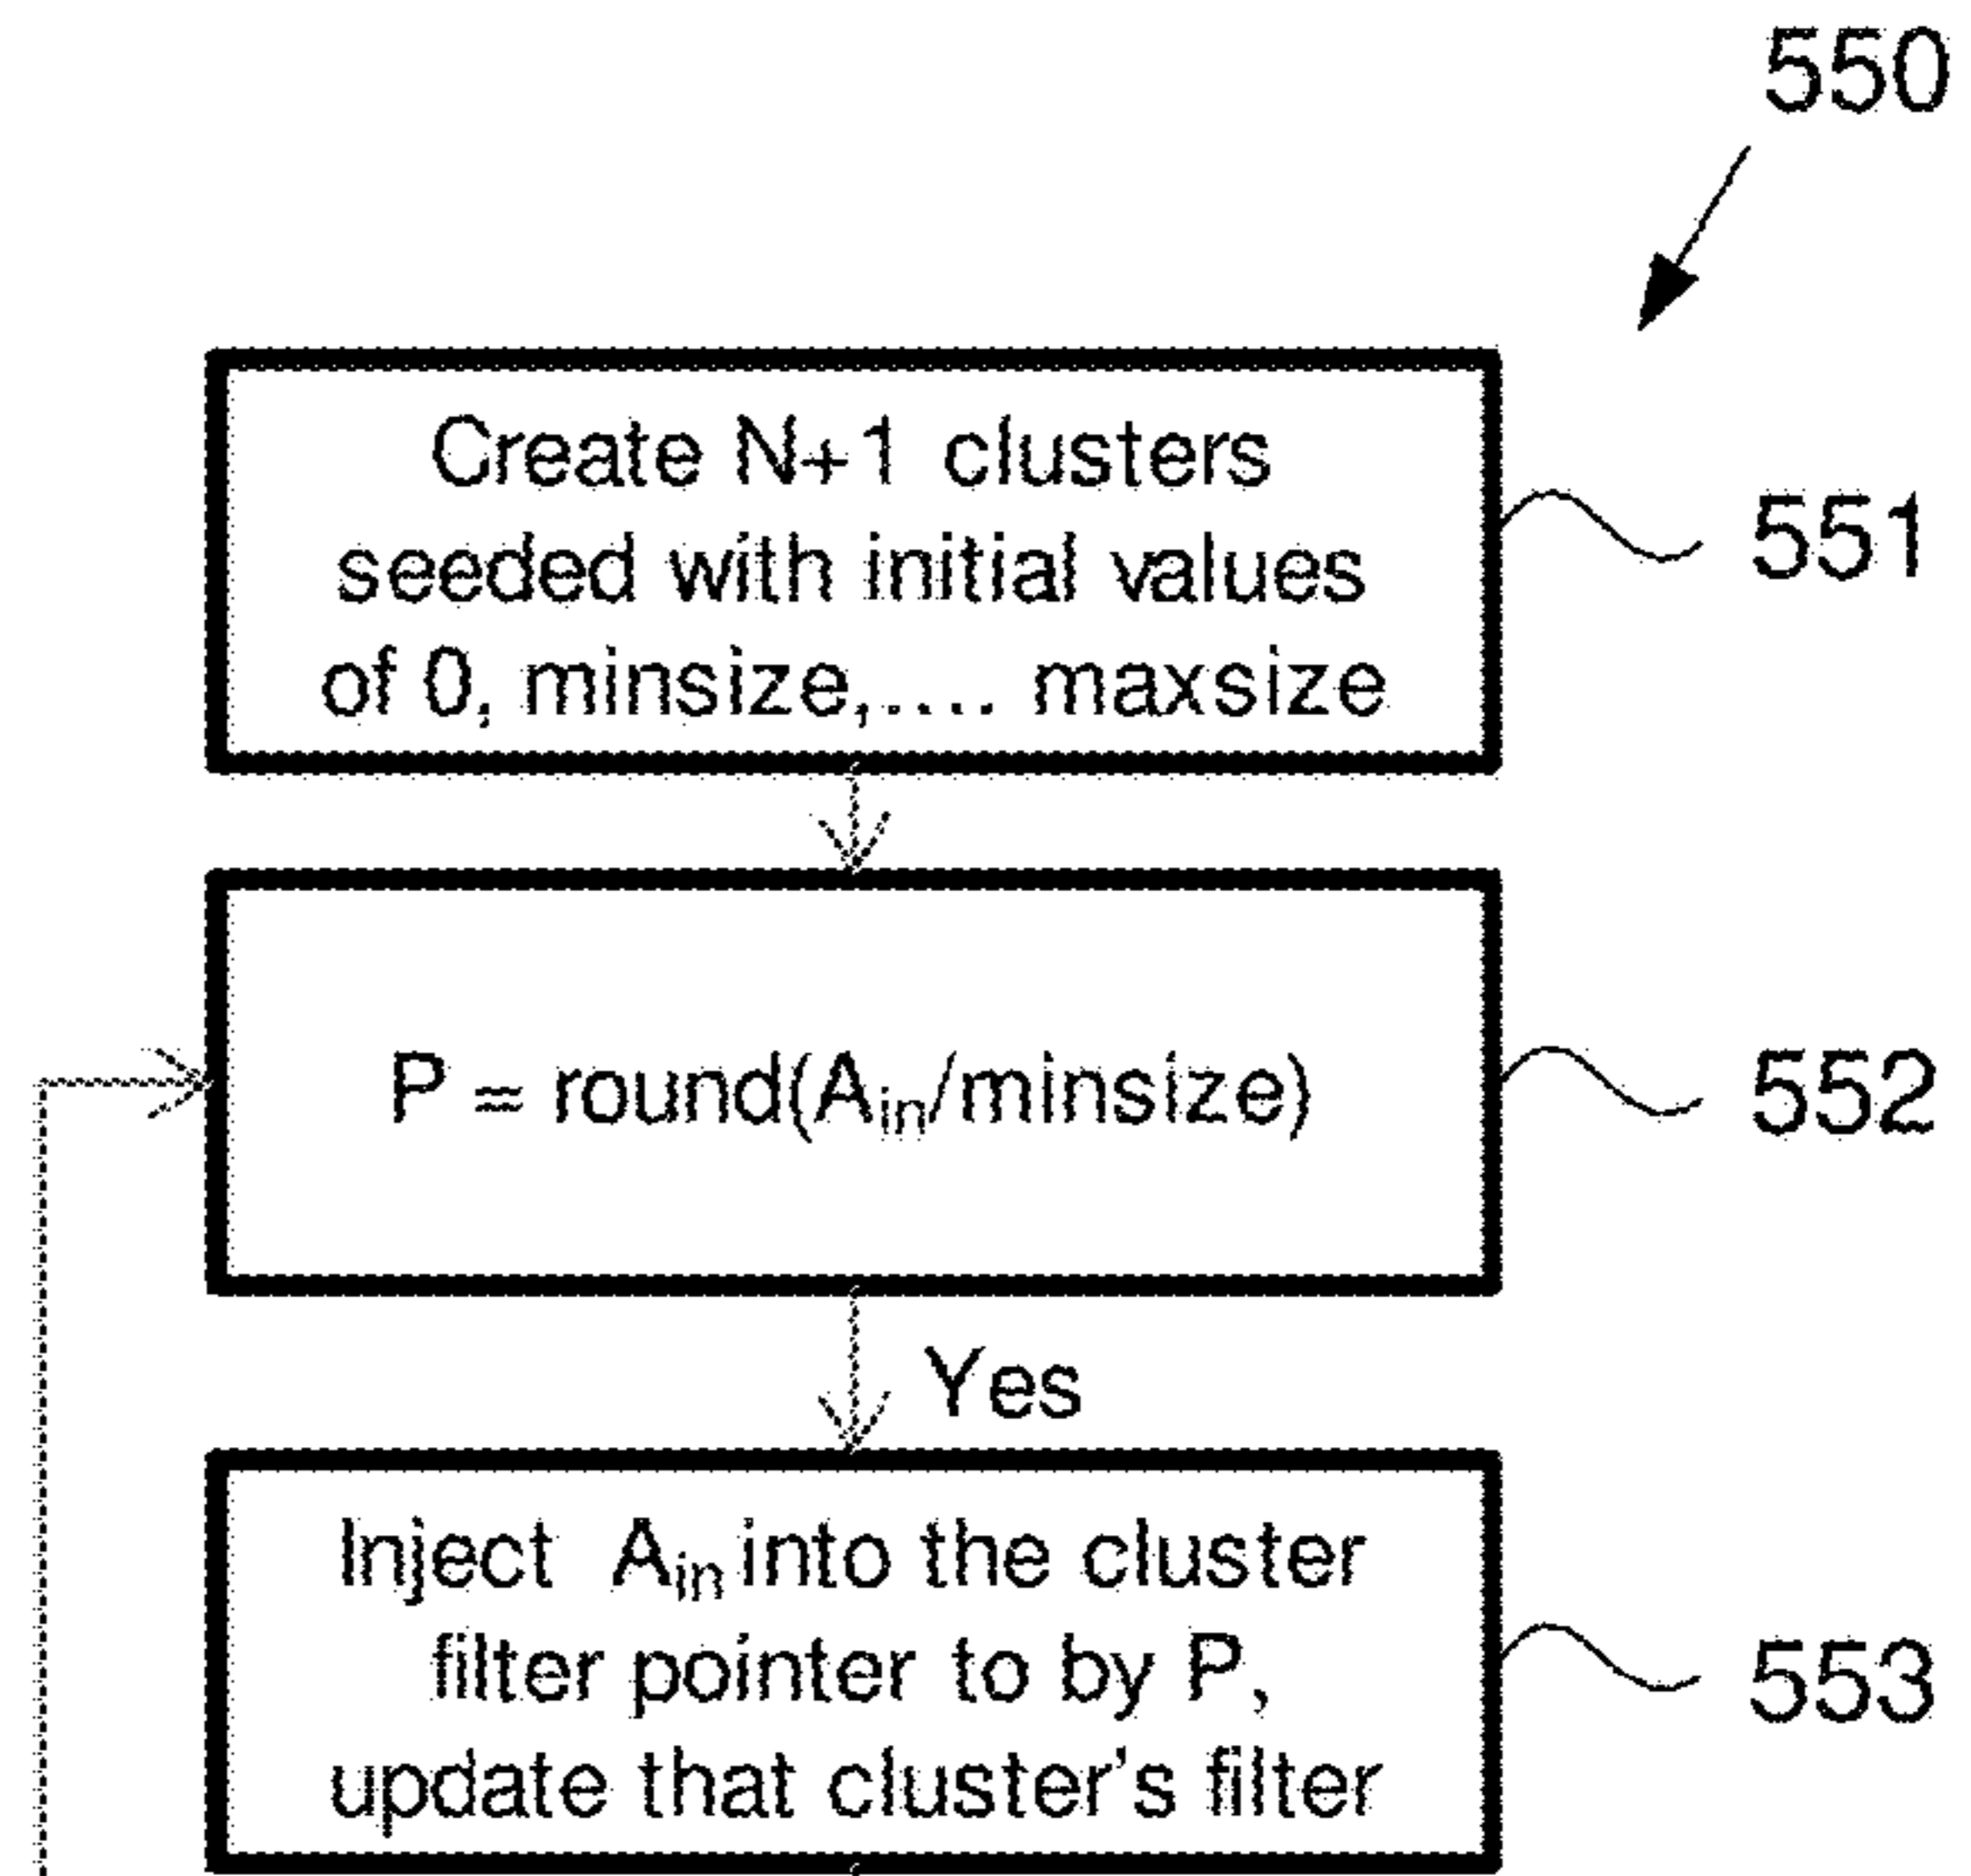 550
Create N+1 clusters
seeded with initial values
of 0, minsize,.... maxsize
551
P = round(Ain/minsize)
552
Yes
Inject Ain into the cluster
filter pointer to by P,
update that cluster's filter
553